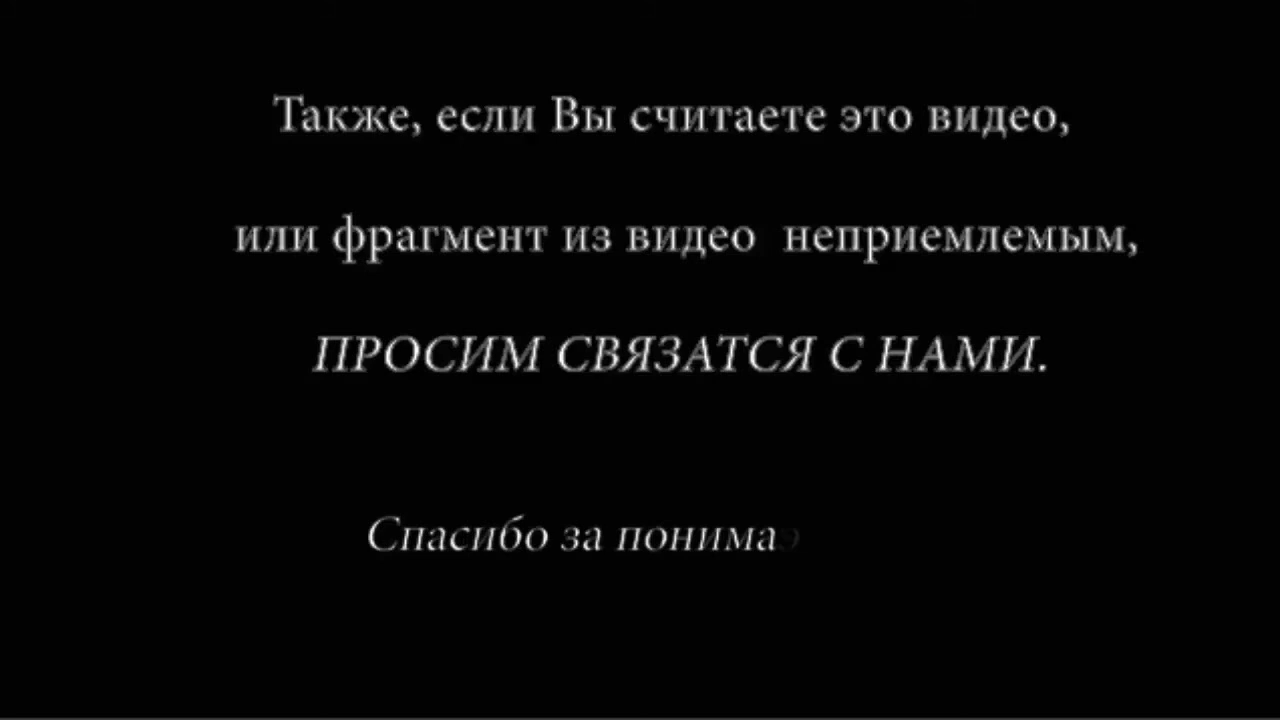 Также, если Вы считаете это видео,
или фрагмент из видео неприемлемым,
ПРОСИМ СВЯЗАТСЯ С НАМИ.
Спасибо за понима